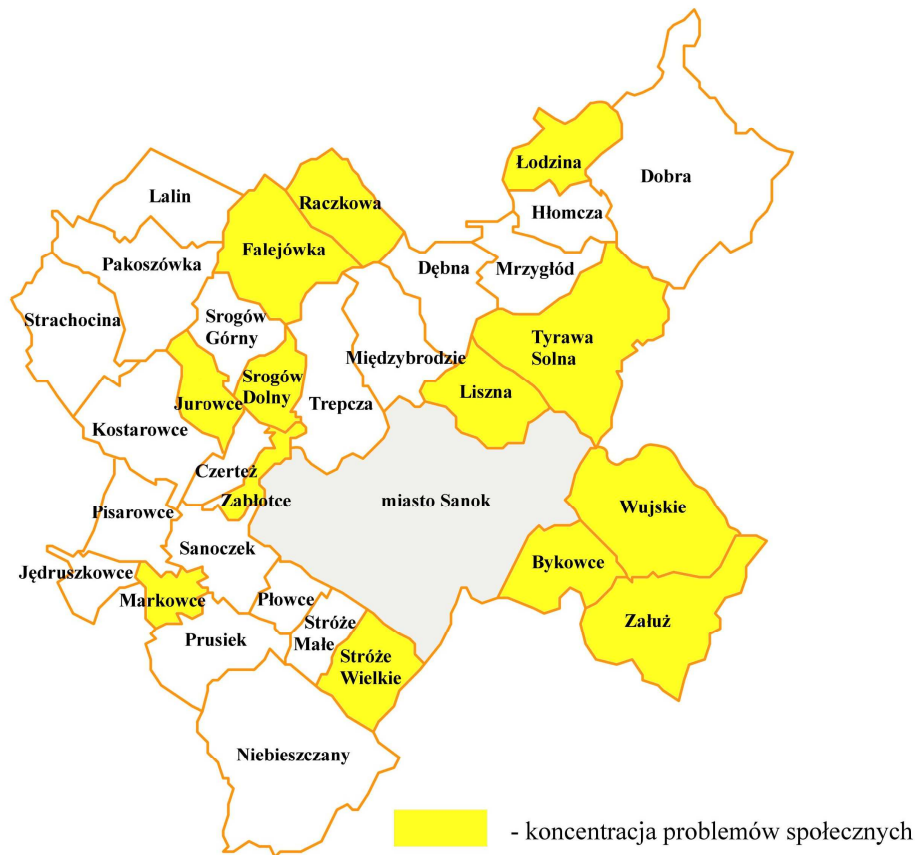 Łodzina
Dobra
Lalin
Raczkowa
Hłomcza
Falejówka
Pakoszówka
Dębna
Mrzygłód
Strachocina
Srogów
Górny
Międzybrodzie
Tyrawa
Solna
Srogów
Dolny
Jurowce
Liszna
Trepcza
Kostarowce
Czerteż
Zabłotce
miasto Sanok
Wujskie
Pisarowce
Sanoczek
Bykowce
Jędruszkowce
Markowce
Płowce
Stróże
Małe
Załuż
Prusiek
Stróże
Wielkie
Niebieszczany
- koncentracja problemów społecznych